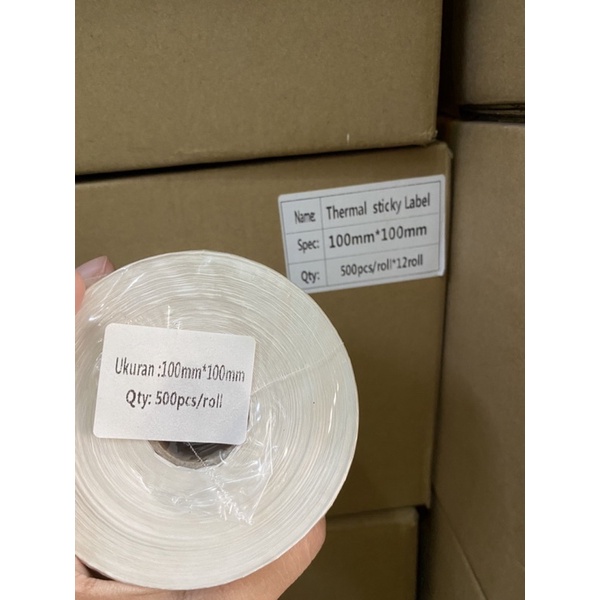 Name: Thermal sticky Label
Spec: 100mm*100mm
Qty: 500pcs/roll*12roll
Ukuran :100mm*100mm
Qty: 500pcs/roll